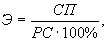 Э = СП / РС · 100% ,